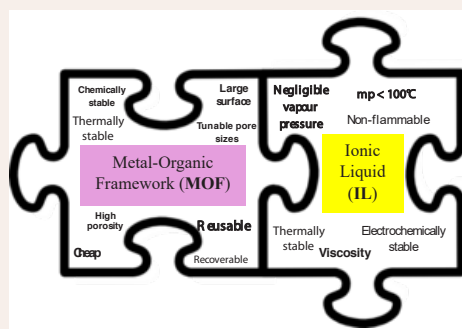 Chemically
stable
Large
surface
Thermally
stable
Tunable pore
sizes
Metal-Organic
Framework (MOF)
High
porosity
Reusable
Cheap
Recoverable
Negligible
vapour
pressure
mp < 100℃
Non-flammable
Ionic
Liquid
(IL)
Thermally
stable
Electrochemically
stable
Viscosity